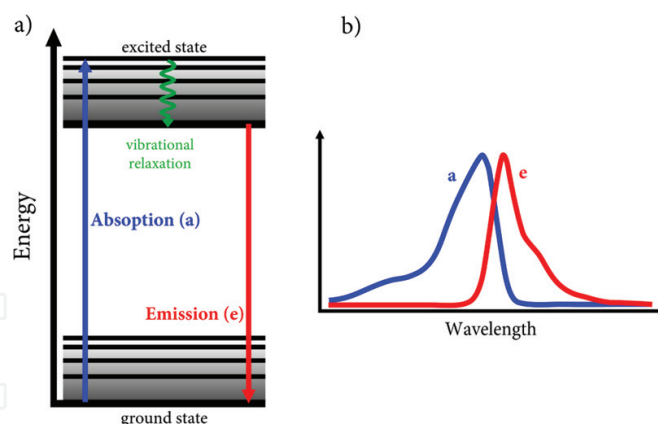 a)
excited state
vibrational
relaxation
Energy
Absoption (a)
Emission (e)
ground state
b)
a
e
Wavelength